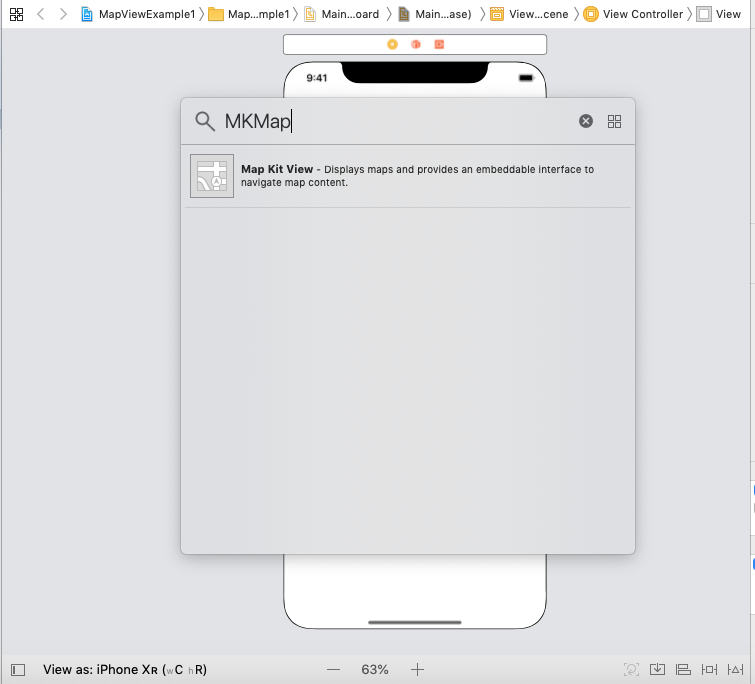 MapViewExample1 Map...mple1 Main...oard Main...ase) View...cene View Controller View
9:41
MKMap
Map Kit View - Displays maps and provides an embeddable interface to
navigate map content.
View as: iPhone XR (wC hR) 63%